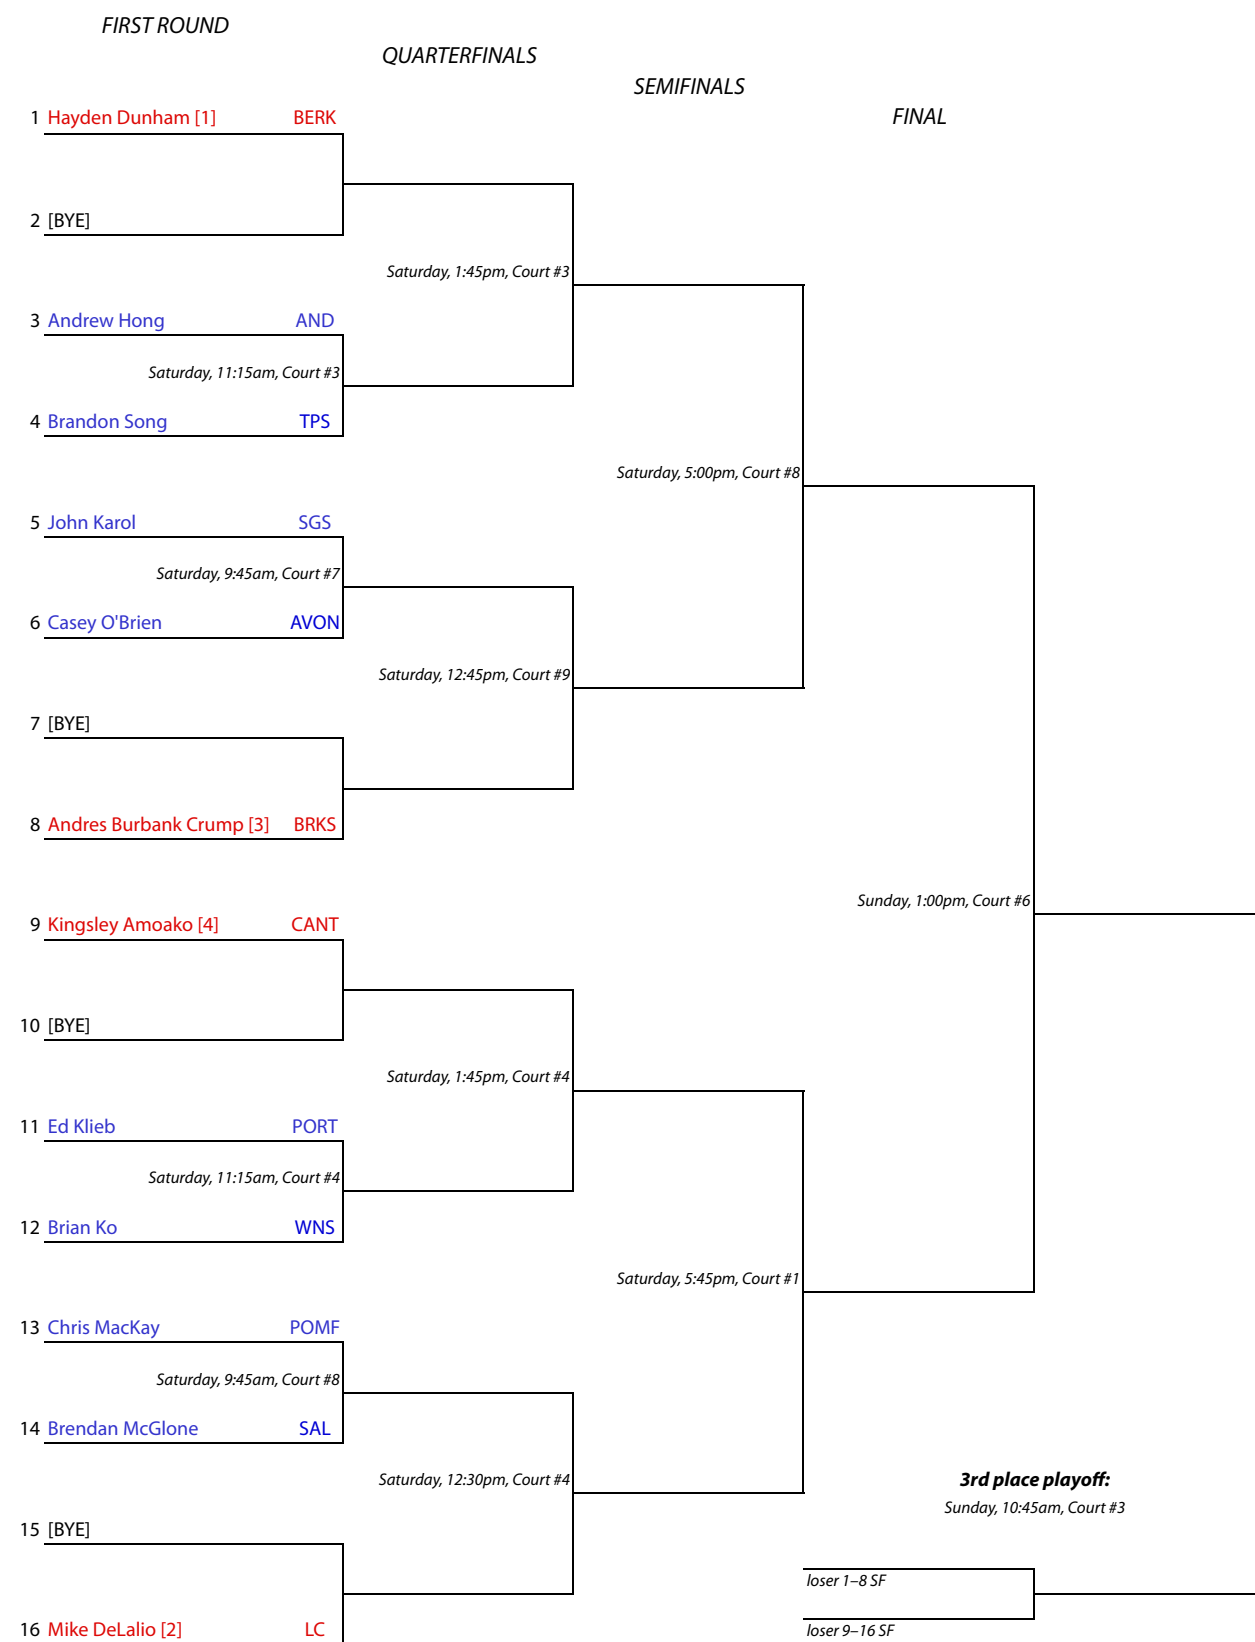 FIRST ROUND
QUARTERFINALS
SEMIFINALS
FINAL
1 Hayden Dunham [1] BERK
2 [BYE]
Saturday, 1:45pm, Court #3
3 Andrew Hong AND
Saturday, 11:15am, Court #3
4 Brandon Song TPS
Saturday, 5:00pm, Court #8
5 John Karol SGS
Saturday, 9:45am, Court #7
6 Casey O'Brien AVON
Saturday, 12:45pm, Court #9
7 [BYE]
8 Andres Burbank Crump [3] BRKS
Sunday, 1:00pm, Court #6
9 Kingsley Amoako [4] CANT
10 [BYE]
Saturday, 1:45pm, Court #4
11 Ed Klieb PORT
Saturday, 11:15am, Court #4
12 Brian Ko WNS
Saturday, 5:45pm, Court #1
13 Chris MacKay POMF
Saturday, 9:45am, Court #8
14 Brendan McGlone SAL
Saturday, 12:30pm, Court #4
3rd place playoff:
Sunday, 10:45am, Court #3
15 [BYE]
loser 1–8 SF
16 Mike DeLalio [2] LC
loser 9–16 SF